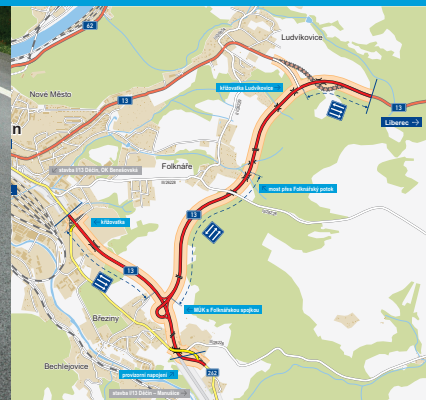 Ludvíkovice
62
křižovatka Ludvíkovice
Nové Město
13
13
Liberec →
n
stavba I/13 Děčín, OK Benešovská
Folknáře
most přes Folknářský potok
13
křižovatka
13
MÚK s Folknářskou spojkou
Březiny
Bechlejovice
provizorní napojení
262
stavba I/13 Děčín – Manušice